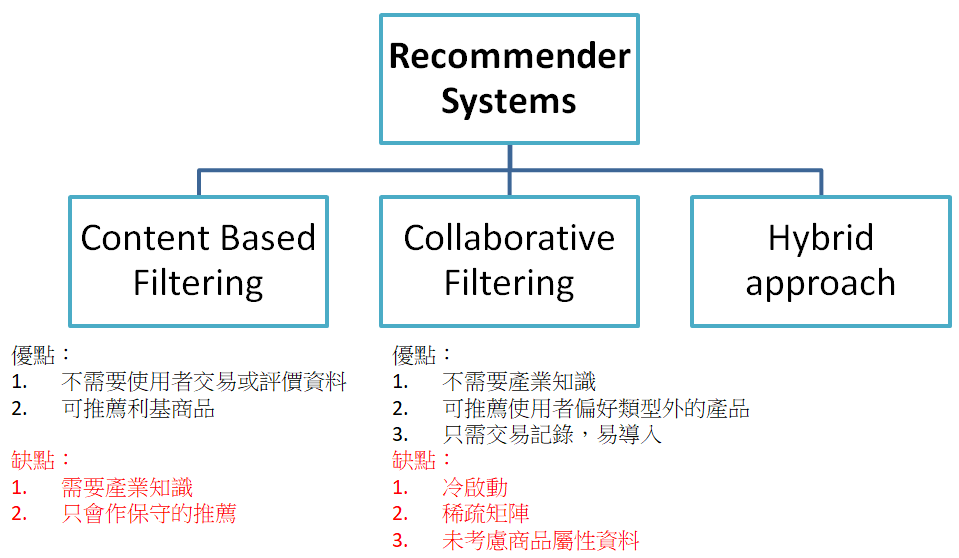 Recommender
Systems
Content Based
Filtering
Collaborative
Filtering
Hybrid
approach
優點：
1. 不需要使用者交易或評價資料
2. 可推薦利基商品
缺點：
1. 需要產業知識
2. 只會作保守的推薦
優點：
1. 不需要產業知識
2. 可推薦使用者偏好類型外的產品
3. 只需交易記錄，易導入
缺點：
1. 冷啟動
2. 稀疏矩陣
3. 未考慮商品屬性資料